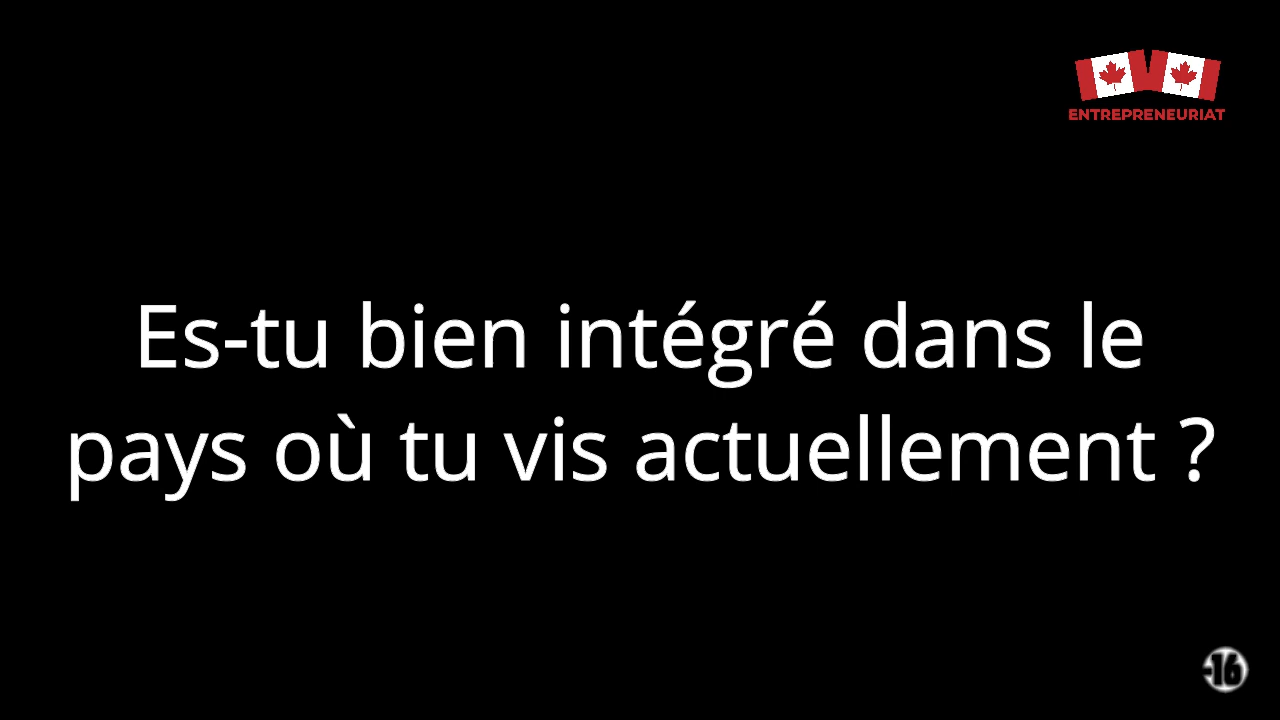 ENTREPRENEURIAT
Es-tu bien intégré dans le
pays où tu vis actuellement ?
-16